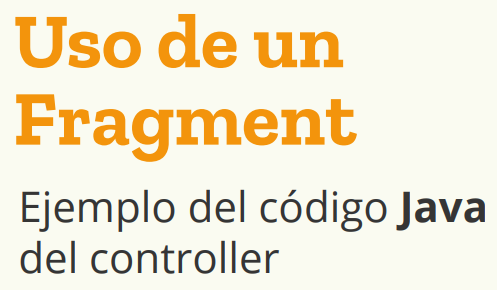 Uso de un
Fragment
Ejemplo del código Java
del controller